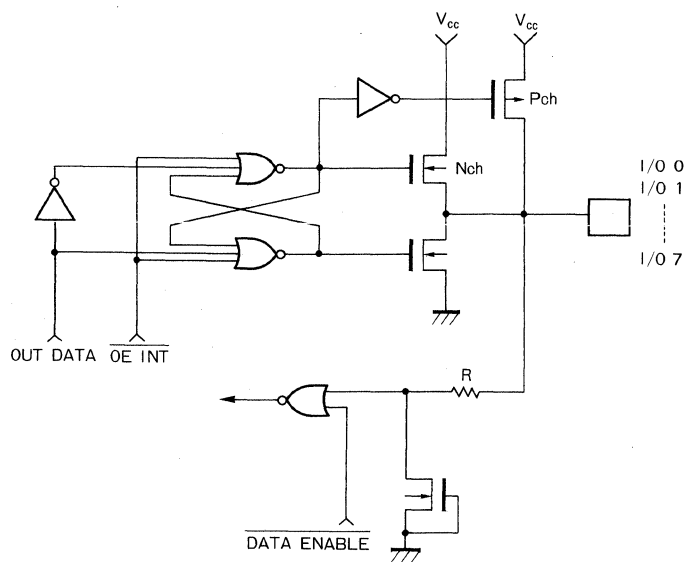 Vcc
Vcc
Pch
Nch
I/O 0
I/O 1
I/O 7
OUT DATA
OE INT
R
DATA ENABLE